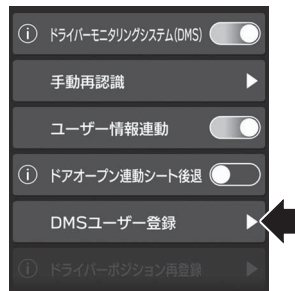 ドライバーモニタリングシステム(DMS)
手動再認識
ユーザー情報連動
ドアオープン連動シート後退
DMSユーザー登録
ドライバーポジション再登録